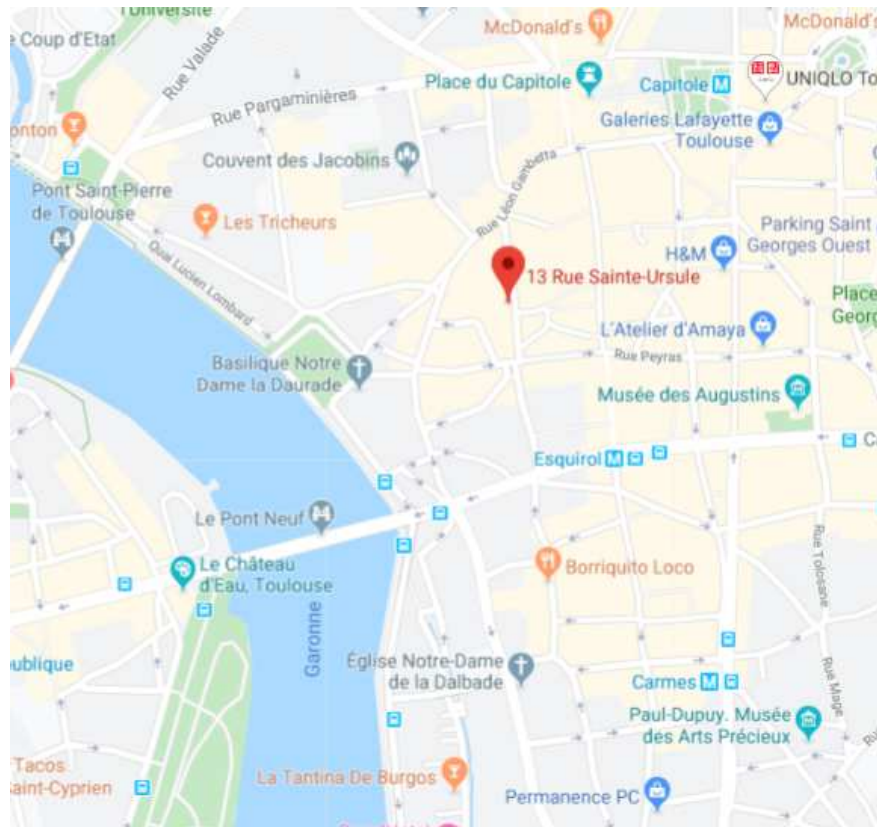 l'Université
McDonald's
McDonald's
Coup d'Etat
Rue Valade
Place du Capitole
Capitole M
UNIQLO To
Rue Pargaminières
Galeries Lafayette
Toulouse
onton
Couvent des Jacobins
Rue Léon Gambetta
Pont Saint-Pierre
de Toulouse
Les Tricheurs
Parking Saint
Georges Ouest
Quai Lucien Lombard
H&M
13 Rue Sainte-Ursule
Place
Georg
L'Atelier d'Amaya
Rue Peyras
Basilique Notre
Dame la Daurade
Musée des Augustins
Esquirol M
Ca
Le Pont Neuf
Rue Tolosane
Le Château
d'Eau, Toulouse
Borriquito Loco
Garonne
publique
Église Notre-Dame
de la Dalbade
Carmes M
Rue Mage
Paul-Dupuy. Musée
des Arts Précieux
Ru
Tacos
aint-Cyprien
La Tantina De Burgos
Permanence PC